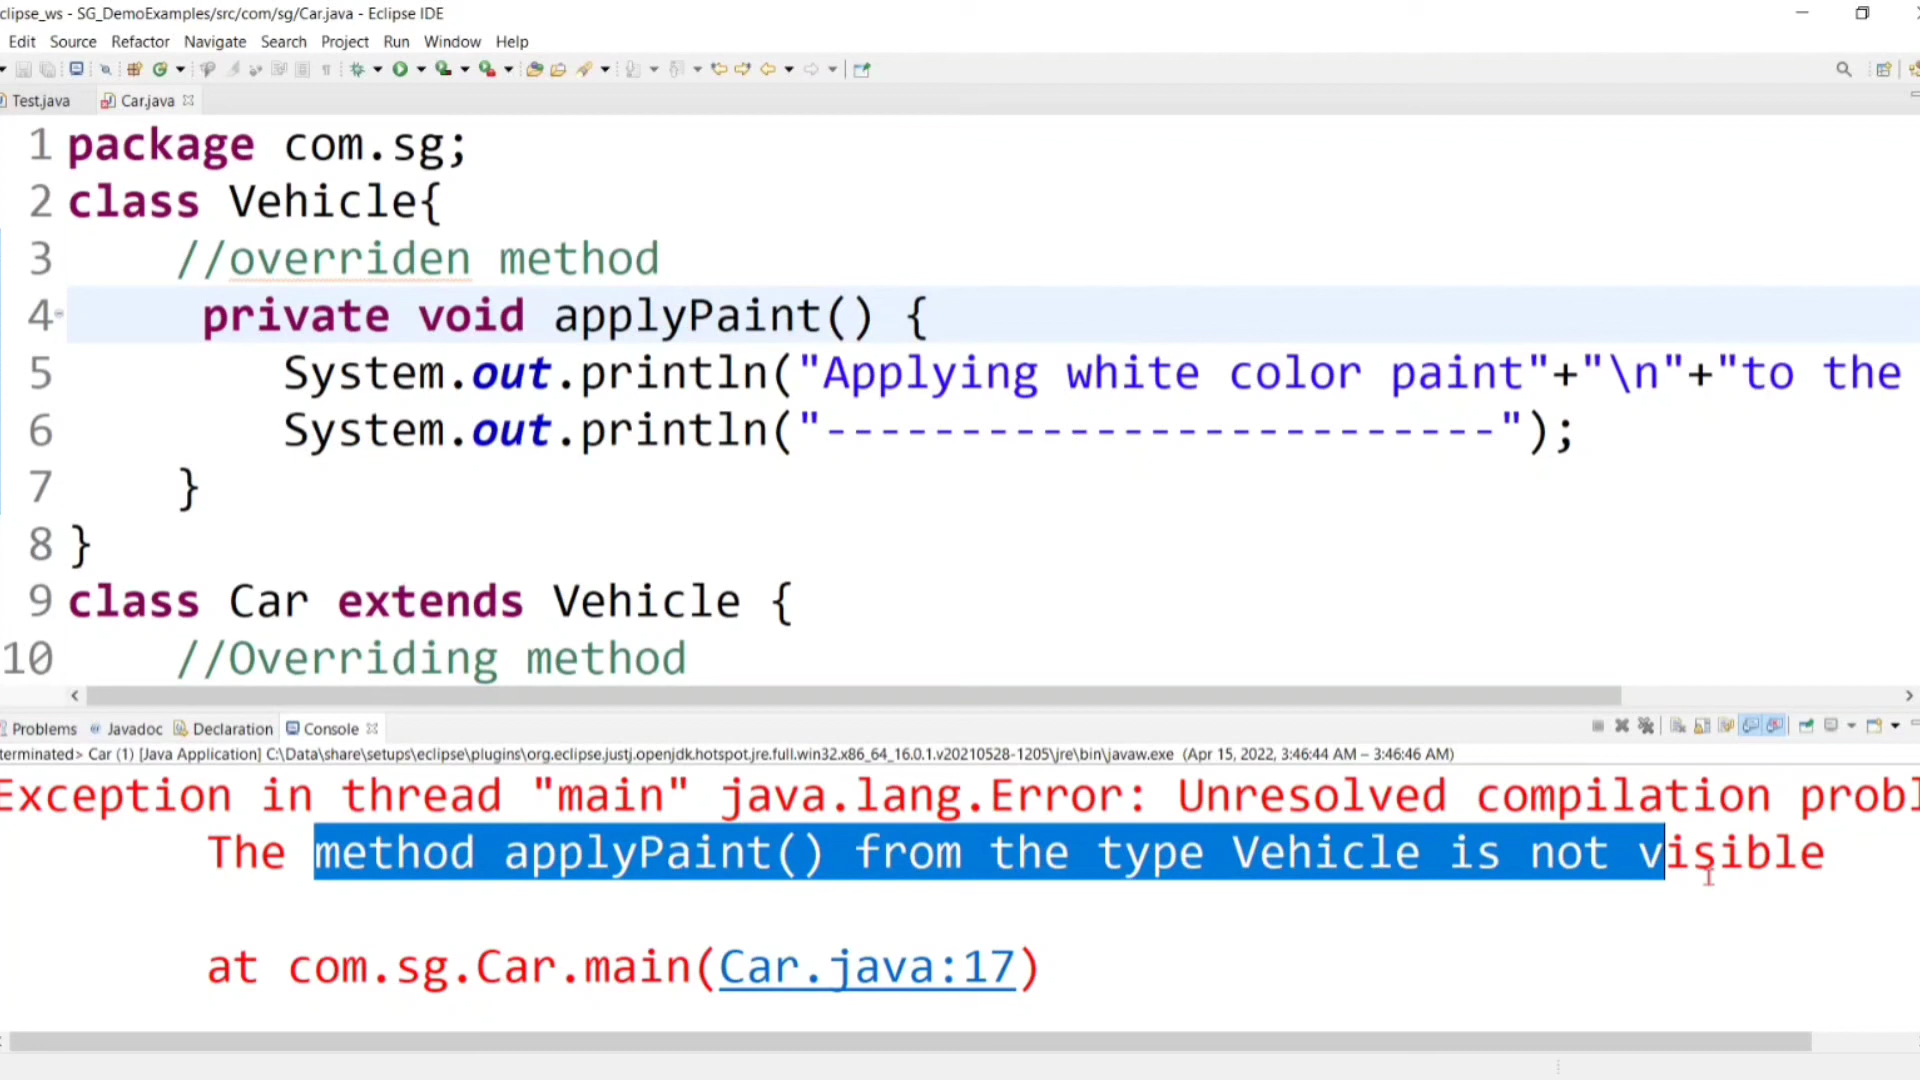 clipse_ws - SG_DemoExamples/src/com/sg/Car.java - Eclipse IDE
Edit Source Refactor Navigate Search Project Run Window Help
Test.java Car.java
1 package com.sg;
2 class Vehicle{
3 //overriden method
4 private void applyPaint() {
5 System.out.println("Applying white color paint"+"\n"+"to the
6 System.out.println("-------------------------");
7 }
8 }
9 class Car extends Vehicle {
10 //Overriding method
Problems Javadoc Declaration Console
terminated> Car (1) [Java Application] C:\Data\share\setups\eclipse\plugins\org.eclipse.justj.openjdk.hotspot.jre.full.win32.x86_64_16.0.1.v20210528-1205\jre\bin\javaw.exe (Apr 15, 2022, 3:46:44 AM – 3:46:46 AM)
Exception in thread "main" java.lang.Error: Unresolved compilation probl
The method applyPaint() from the type Vehicle is not visible
at com.sg.Car.main(Car.java:17)